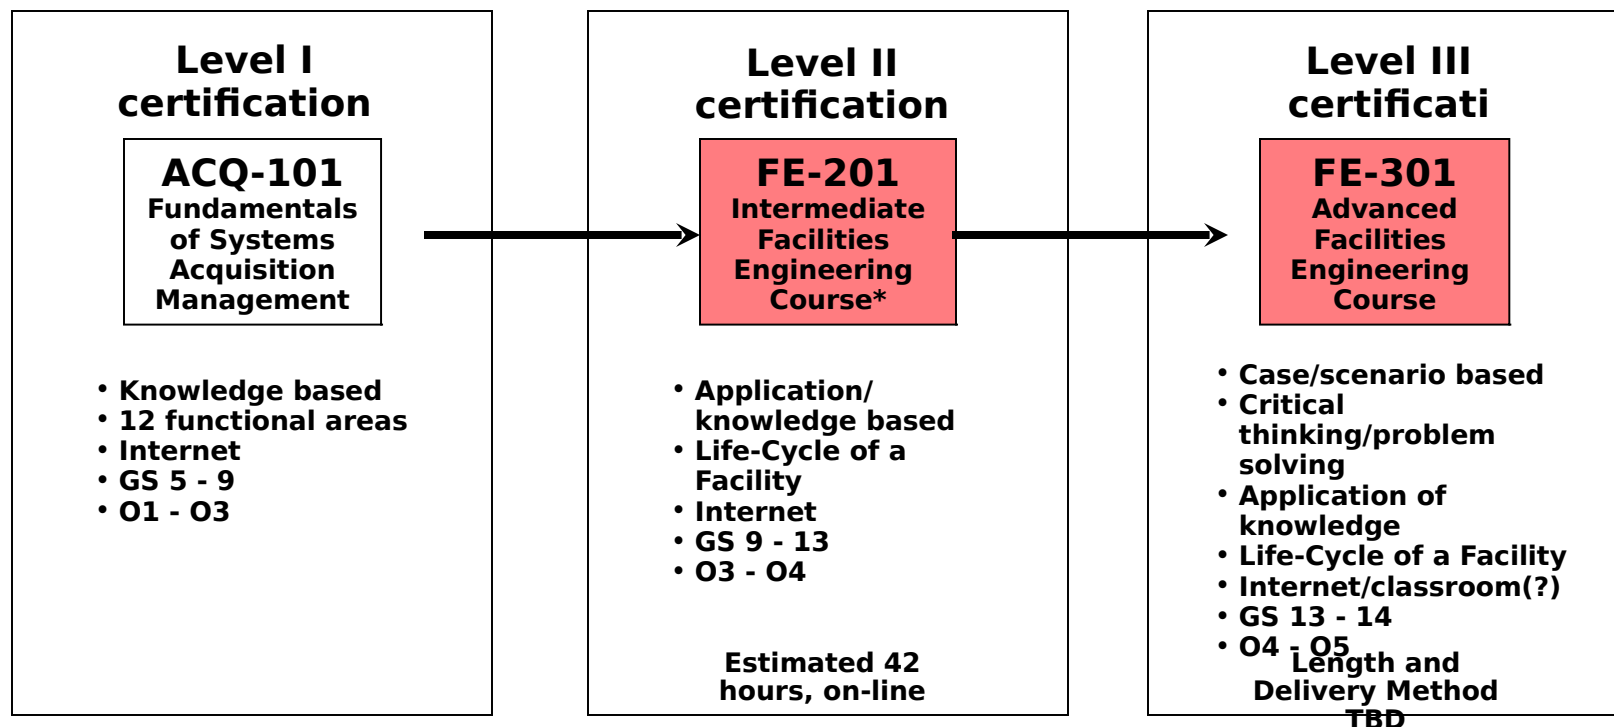 Level I
certification
ACQ-101
Fundamentals
of Systems
Acquisition
Management
• Knowledge based
• 12 functional areas
• Internet
• GS 5 - 9
• O1 - O3
Level II
certification
FE-201
Intermediate
Facilities
Engineering
Course*
• Application/
knowledge based
• Life-Cycle of a
Facility
• Internet
• GS 9 - 13
• O3 - O4
Estimated 42
hours, on-line
Level III
certificati
FE-301
Advanced
Facilities
Engineering
Course
• Case/scenario based
• Critical
thinking/problem
solving
• Application of
knowledge
• Life-Cycle of a Facility
• Internet/classroom(?)
• GS 13 - 14
• O4 - O5
Length and
Delivery Method
TBD